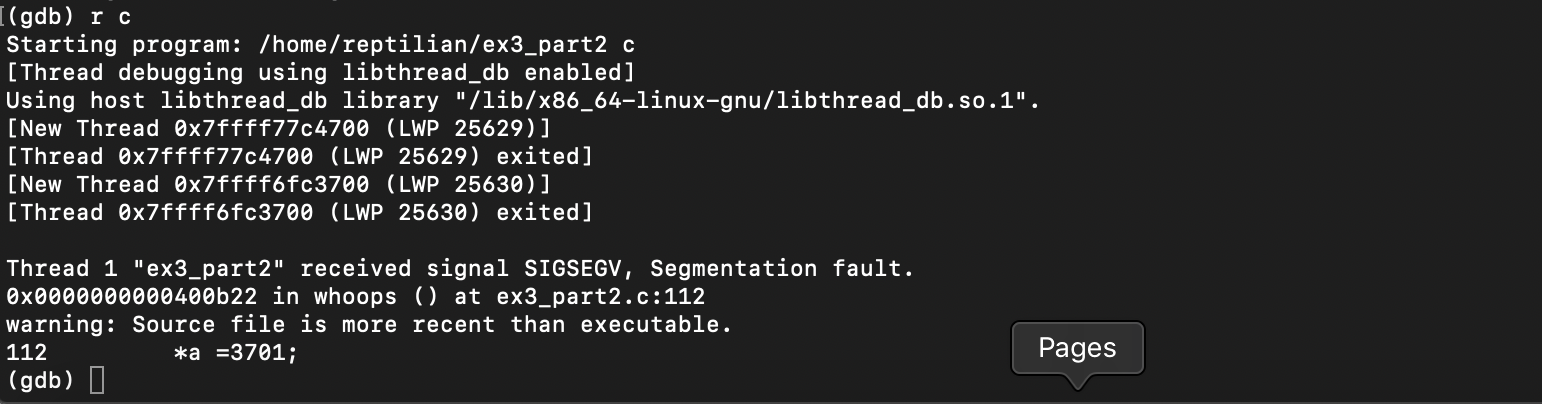 (gdb) r c
Starting program: /home/reptilian/ex3_part2 c
[Thread debugging using libthread_db enabled]
Using host libthread_db library "/lib/x86_64-linux-gnu/libthread_db.so.1".
[New Thread 0x7ffff77c4700 (LWP 25629)]
[Thread 0x7ffff77c4700 (LWP 25629) exited]
[New Thread 0x7ffff6fc3700 (LWP 25630)]
[Thread 0x7ffff6fc3700 (LWP 25630) exited]

Thread 1 "ex3_part2" received signal SIGSEGV, Segmentation fault.
0x0000000000400b22 in whoops () at ex3_part2.c:112
warning: Source file is more recent than executable.
112         *a =3701;
(gdb)
Pages